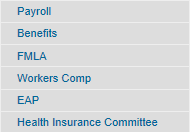 Payroll
Benefits
FMLA
Workers Comp
EAP
Health Insurance Committee